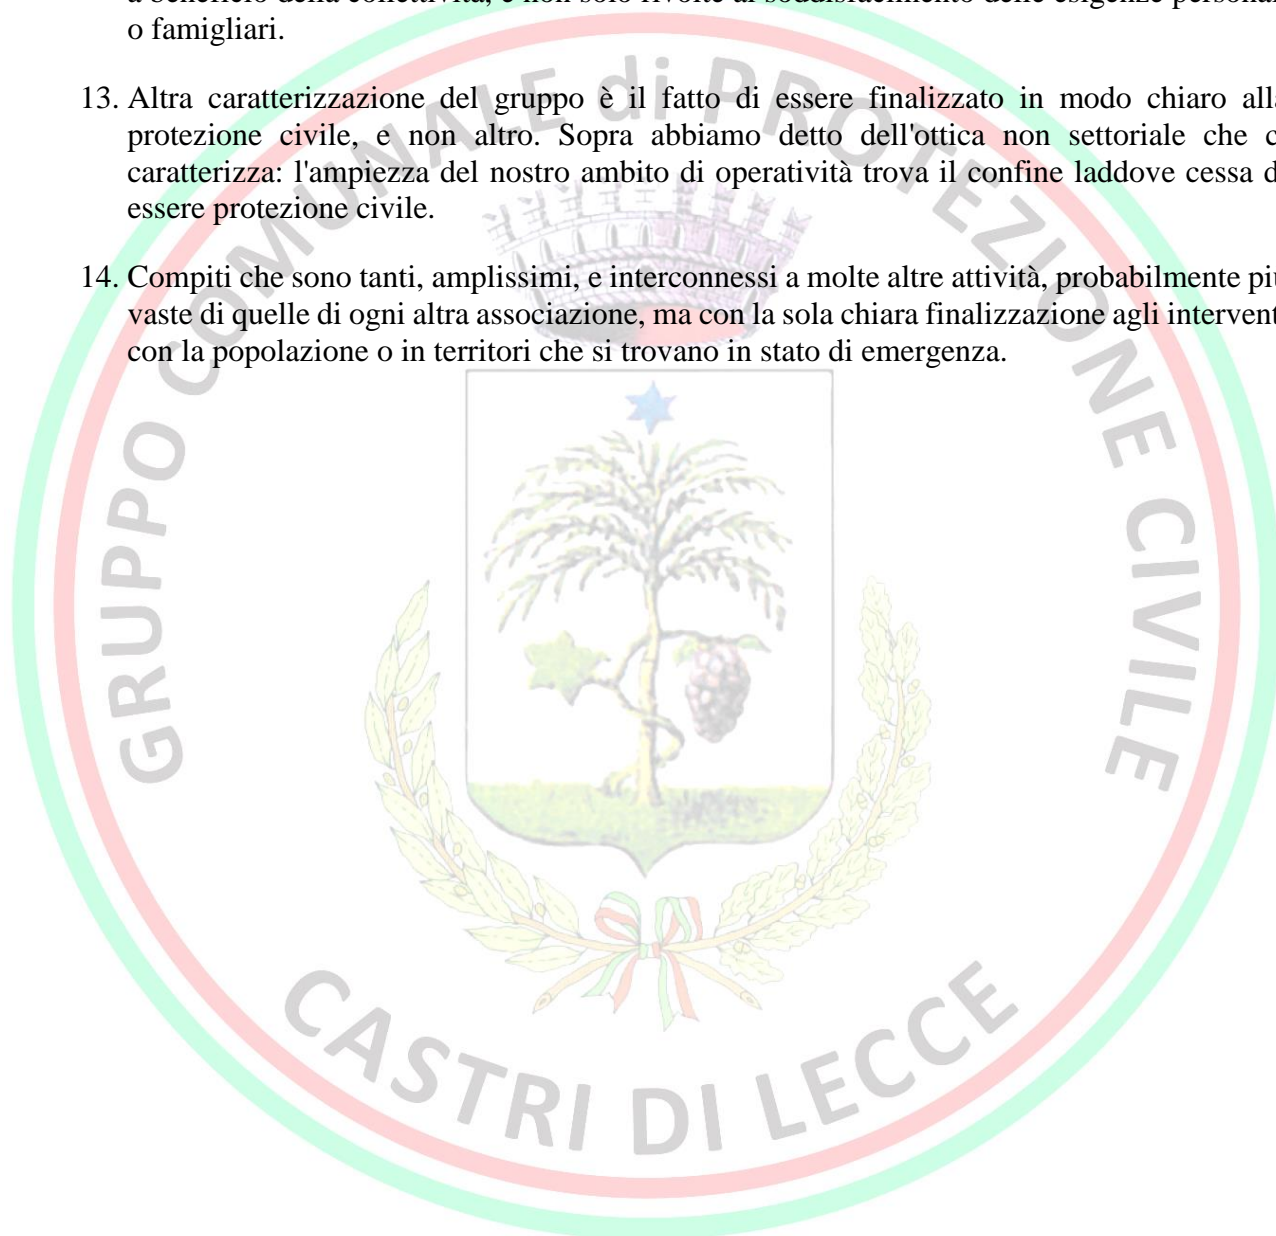 o famigliari.
13. Altra caratterizzazione del gruppo è il fatto di essere finalizzato in modo chiaro alla
protezione civile, e non altro. Sopra abbiamo detto dell'ottica non settoriale che c
caratterizza: l'ampiezza del nostro ambito di operatività trova il confine laddove cessa d
essere protezione civile.
14. Compiti che sono tanti, amplissimi, e interconnessi a molte altre attività, probabilmente più
vaste di quelle di ogni altra associazione, ma con la sola chiara finalizzazione agli intervent
con la popolazione o in territori che si trovano in stato di emergenza.
GRUPPO COMUNALE di PROTEZIONE CIVILE
CASTRI DI LECCE